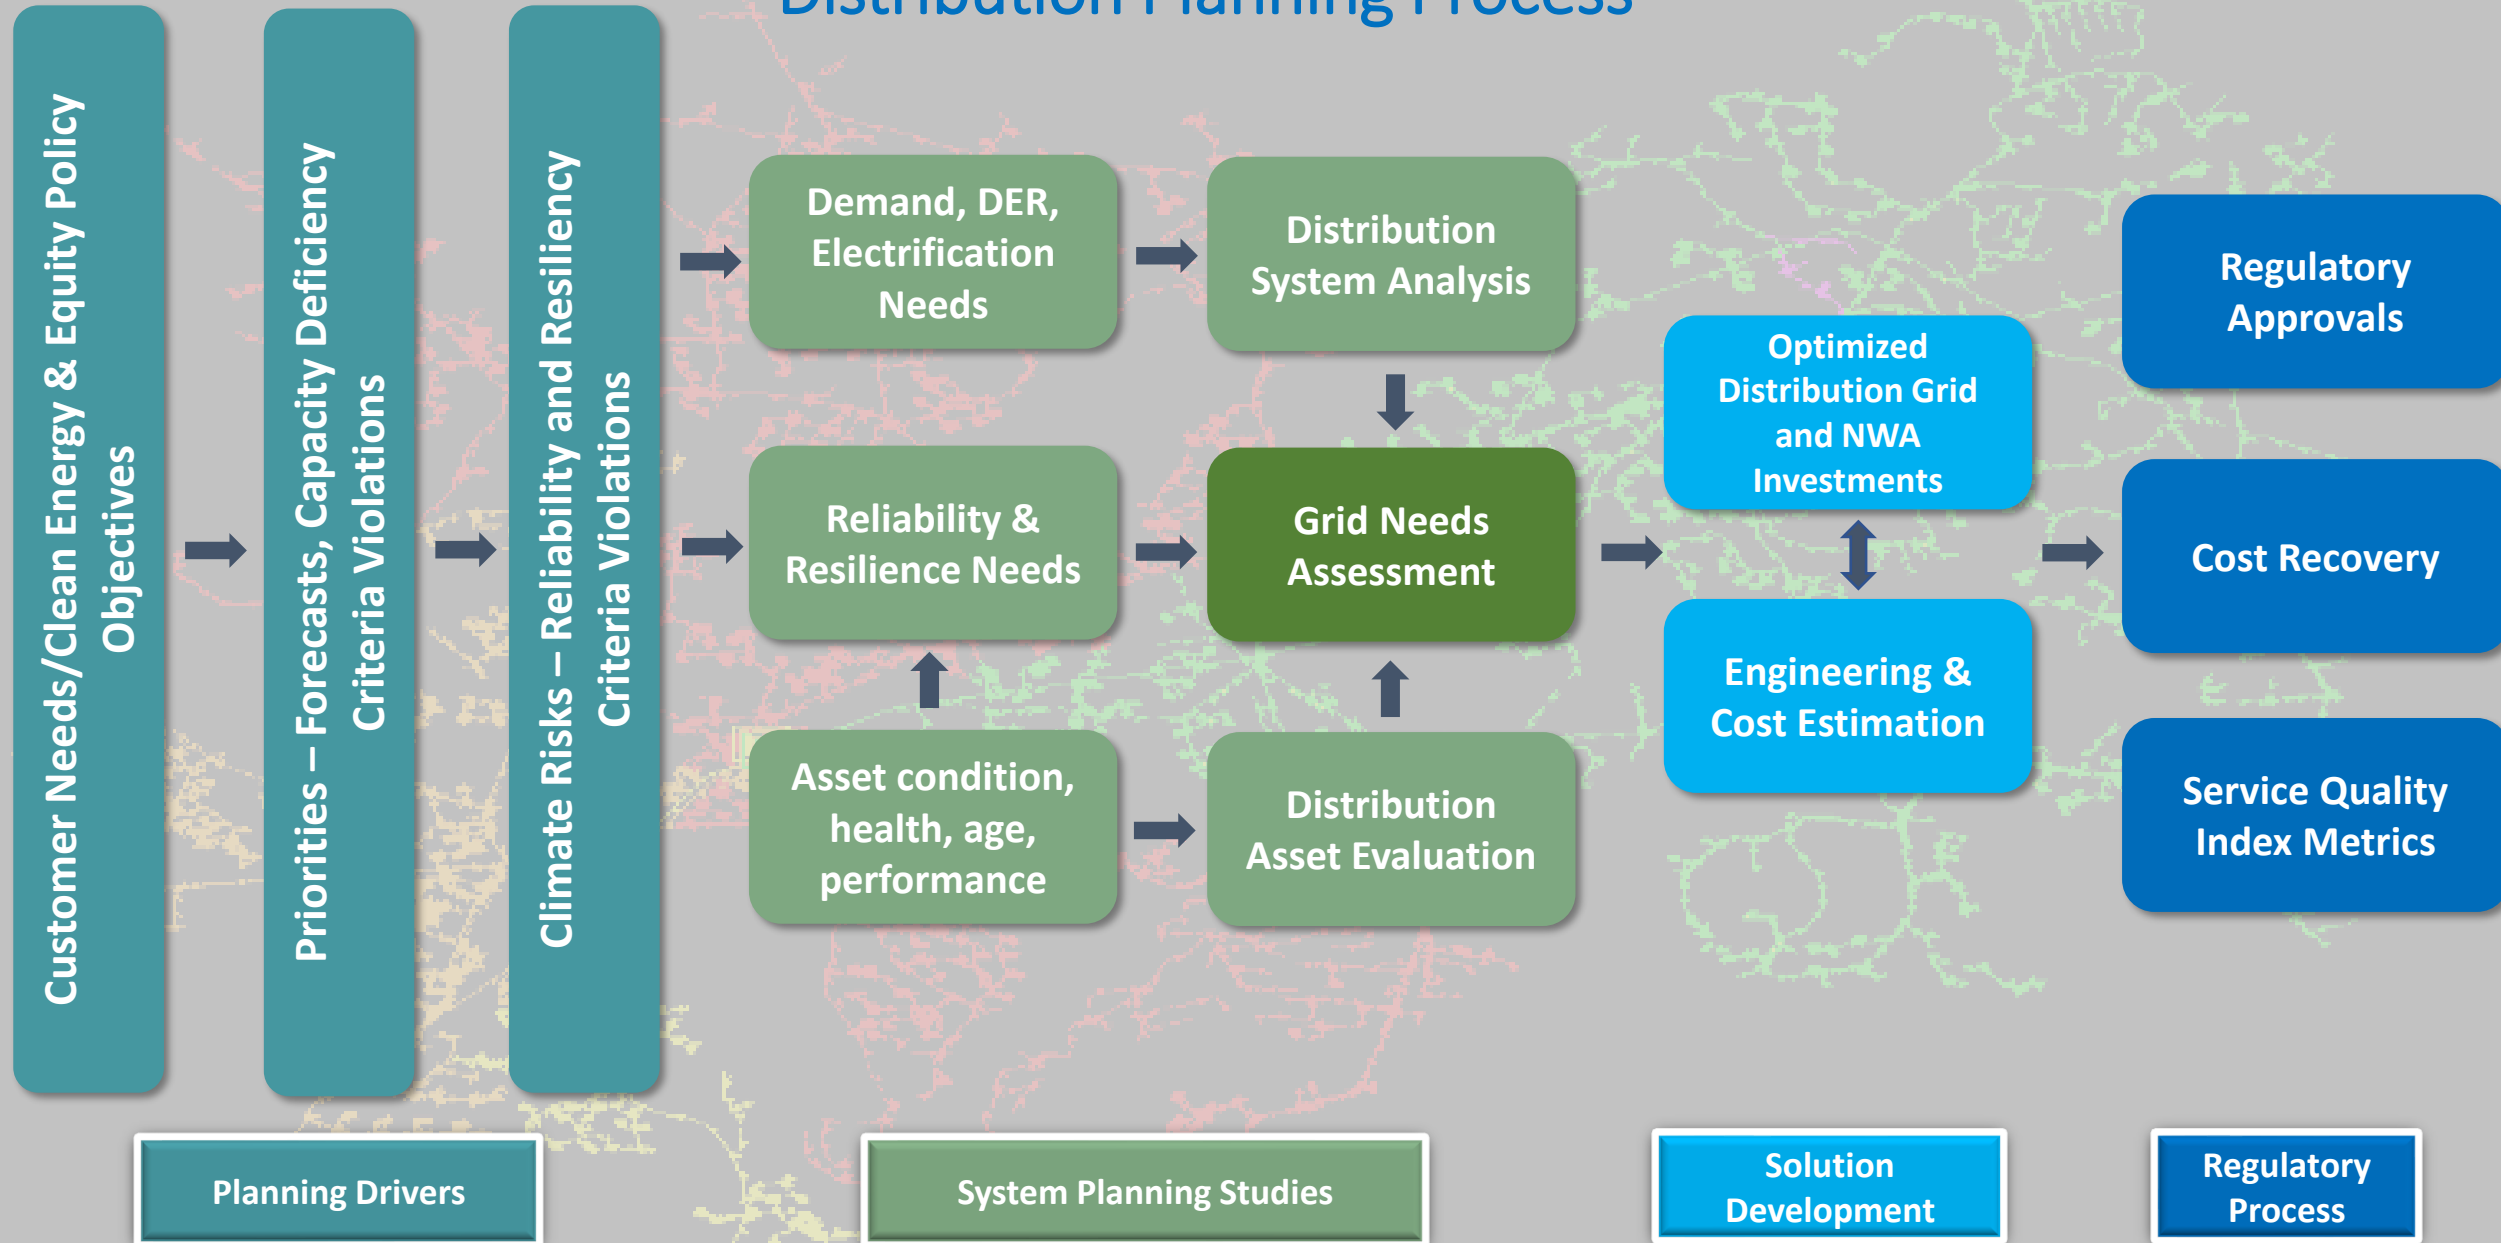 Distribution Planning Process
Customer Needs/Clean Energy & Equity Policy
Objectives
Priorities – Forecasts, Capacity Deficiency
Criteria Violations
Climate Risks – Reliability and Resiliency
Criteria Violations
Demand, DER,
Electrification
Needs
Distribution
System Analysis
Reliability &
Resilience Needs
Grid Needs
Assessment
Asset condition,
health, age,
performance
Distribution
Asset Evaluation
Optimized
Distribution Grid
and NWA
Investments
Engineering &
Cost Estimation
Regulatory
Approvals
Cost Recovery
Service Quality
Index Metrics
Planning Drivers
System Planning Studies
Solution
Development
Regulatory
Process